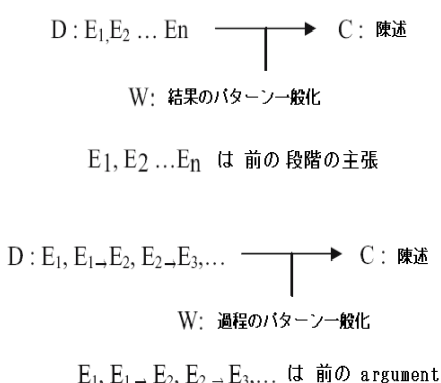 D : E1,E2 … En C : 陳述
W: 結果のパターン一般化
E1, E2 …En は 前の 段階の主張
D : E1, E1→E2, E2→E3,… C : 陳述
W: 過程のパターン一般化
E1, E1→ E2, E2→ E3,… は 前の argument